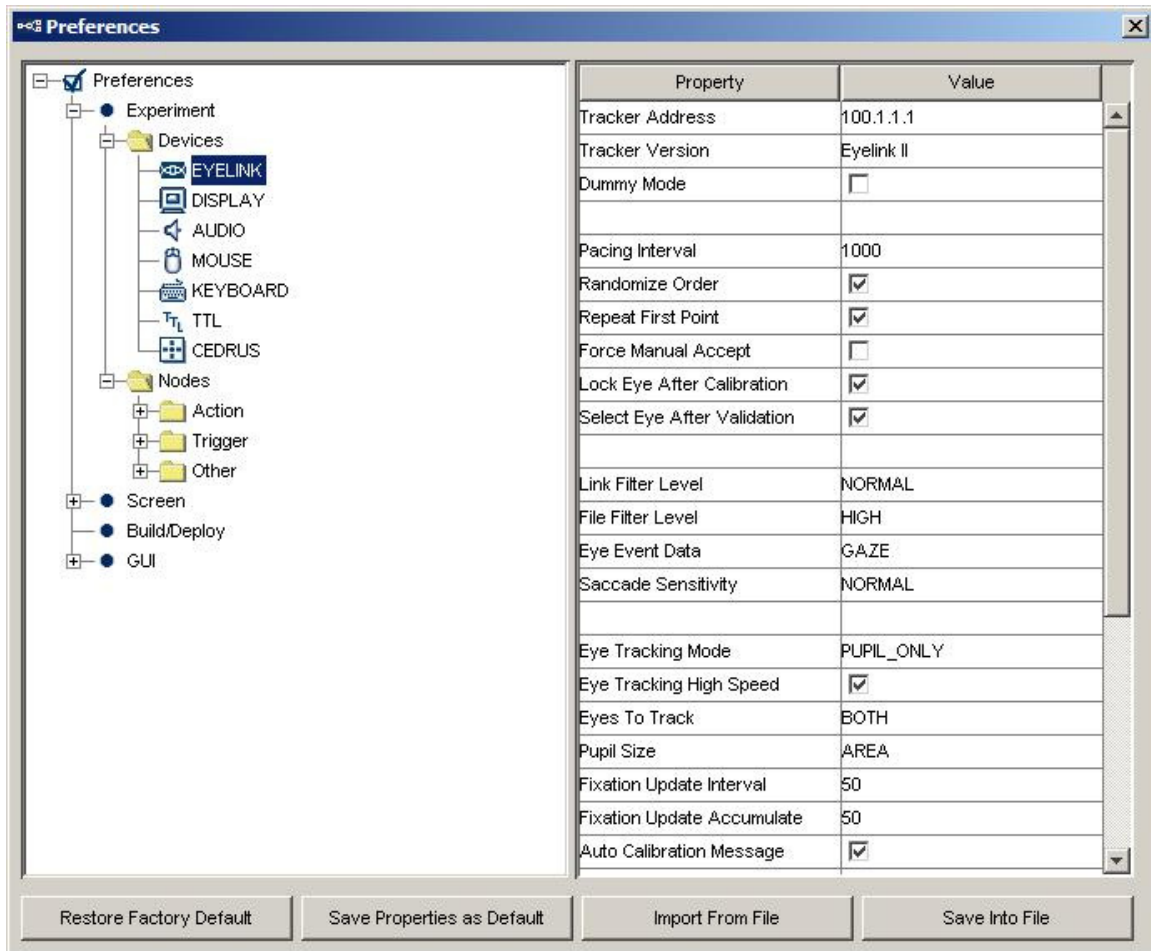 Preferences
Preferences
Experiment
Devices
EYELINK
DISPLAY
AUDIO
MOUSE
KEYBOARD
TTL TTL
CEDRUS
Nodes
Action
Trigger
Other
Screen
Build/Deploy
GUI
Property Value
Tracker Address 100.1.1.1
Tracker Version Eyelink II
Dummy Mode
Pacing Interval 1000
Randomize Order
Repeat First Point
Force Manual Accept
Lock Eye After Calibration
Select Eye After Validation
Link Filter Level NORMAL
File Filter Level HIGH
Eye Event Data GAZE
Saccade Sensitivity NORMAL
Eye Tracking Mode PUPIL_ONLY
Eye Tracking High Speed
Eyes To Track BOTH
Pupil Size AREA
Fixation Update Interval 50
Fixation Update Accumulate 50
Auto Calibration Message
Restore Factory Default Save Properties as Default Import From File Save Into File